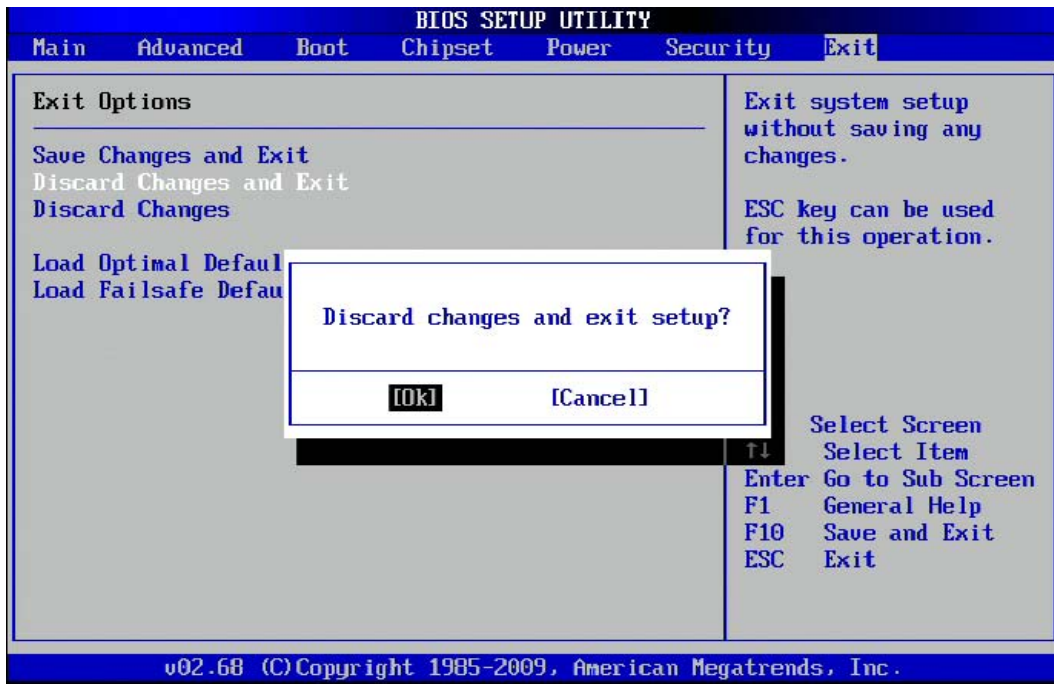 BIOS SETUP UTILITY
Main Advanced Boot Chipset Power Security Exit
Exit Options
Save Changes and Exit
Discard Changes and Exit
Discard Changes
Load Optimal Defaul
Load Failsafe Defau
Exit system setup
without saving any
changes.
ESC key can be used
for this operation.
Discard changes and exit setup?
[Ok] [Cancel]
Select Screen
↑↓ Select Item
Enter Go to Sub Screen
F1 General Help
F10 Save and Exit
ESC Exit
v02.68 (C)Copyright 1985-2009, American Megatrends, Inc.